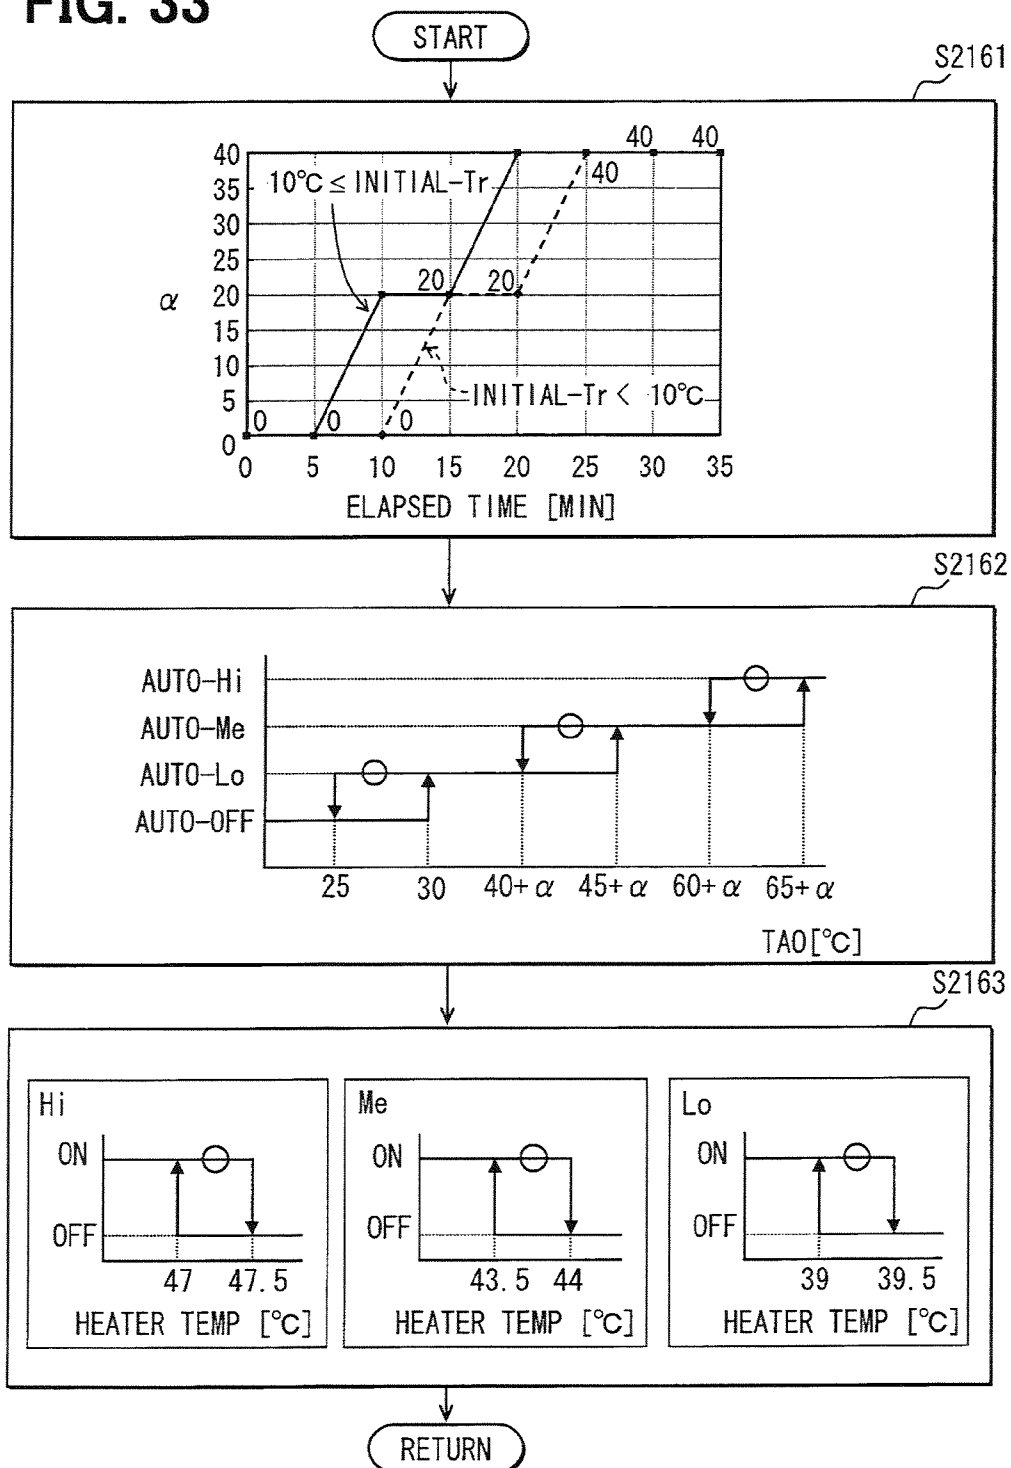 FIG. 33
START
S2161
40 40
40
35
30
25
20
15
10
5
0
α
10℃ ≤ INITIAL-Tr
40
20 20
INITIAL-Tr < 10℃
0 0 0
0 5 10 15 20 25 30 35
ELAPSED TIME [MIN]
S2162
AUTO-Hi
AUTO-Me
AUTO-Lo
AUTO-OFF
25 30 40+α 45+α 60+α 65+α
TAO[℃]
S2163
Hi
ON
OFF
47 47.5
HEATER TEMP [℃]
Me
ON
OFF
43.5 44
HEATER TEMP [℃]
Lo
ON
OFF
39 39.5
HEATER TEMP [℃]
RETURN